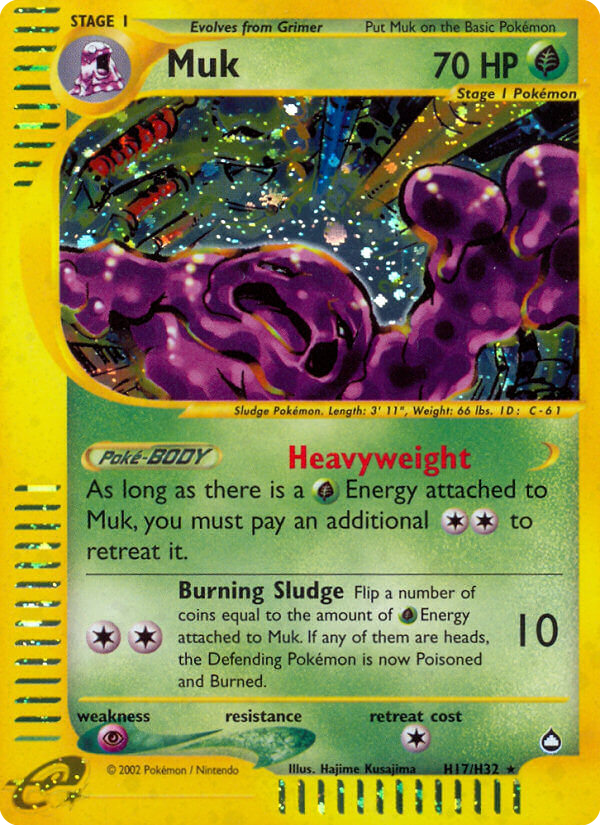 STAGE 1
Evolves from Grimer
Put Muk on the Basic Pokémon
Muk
70 HP
Stage 1 Pokémon
Sludge Pokémon. Length: 3' 11", Weight: 66 lbs. ID: C-61
Poké-BODY
Heavyweight
As long as there is a Energy attached to
Muk, you must pay an additional to
retreat it.
Burning Sludge Flip a number of
coins equal to the amount of Energy
attached to Muk. If any of them are heads,
the Defending Pokémon is now Poisoned
and Burned.
10
weakness
resistance
retreat cost
© 2002 Pokémon / Nintendo
Illus. Hajime Kusajima
H17/H32